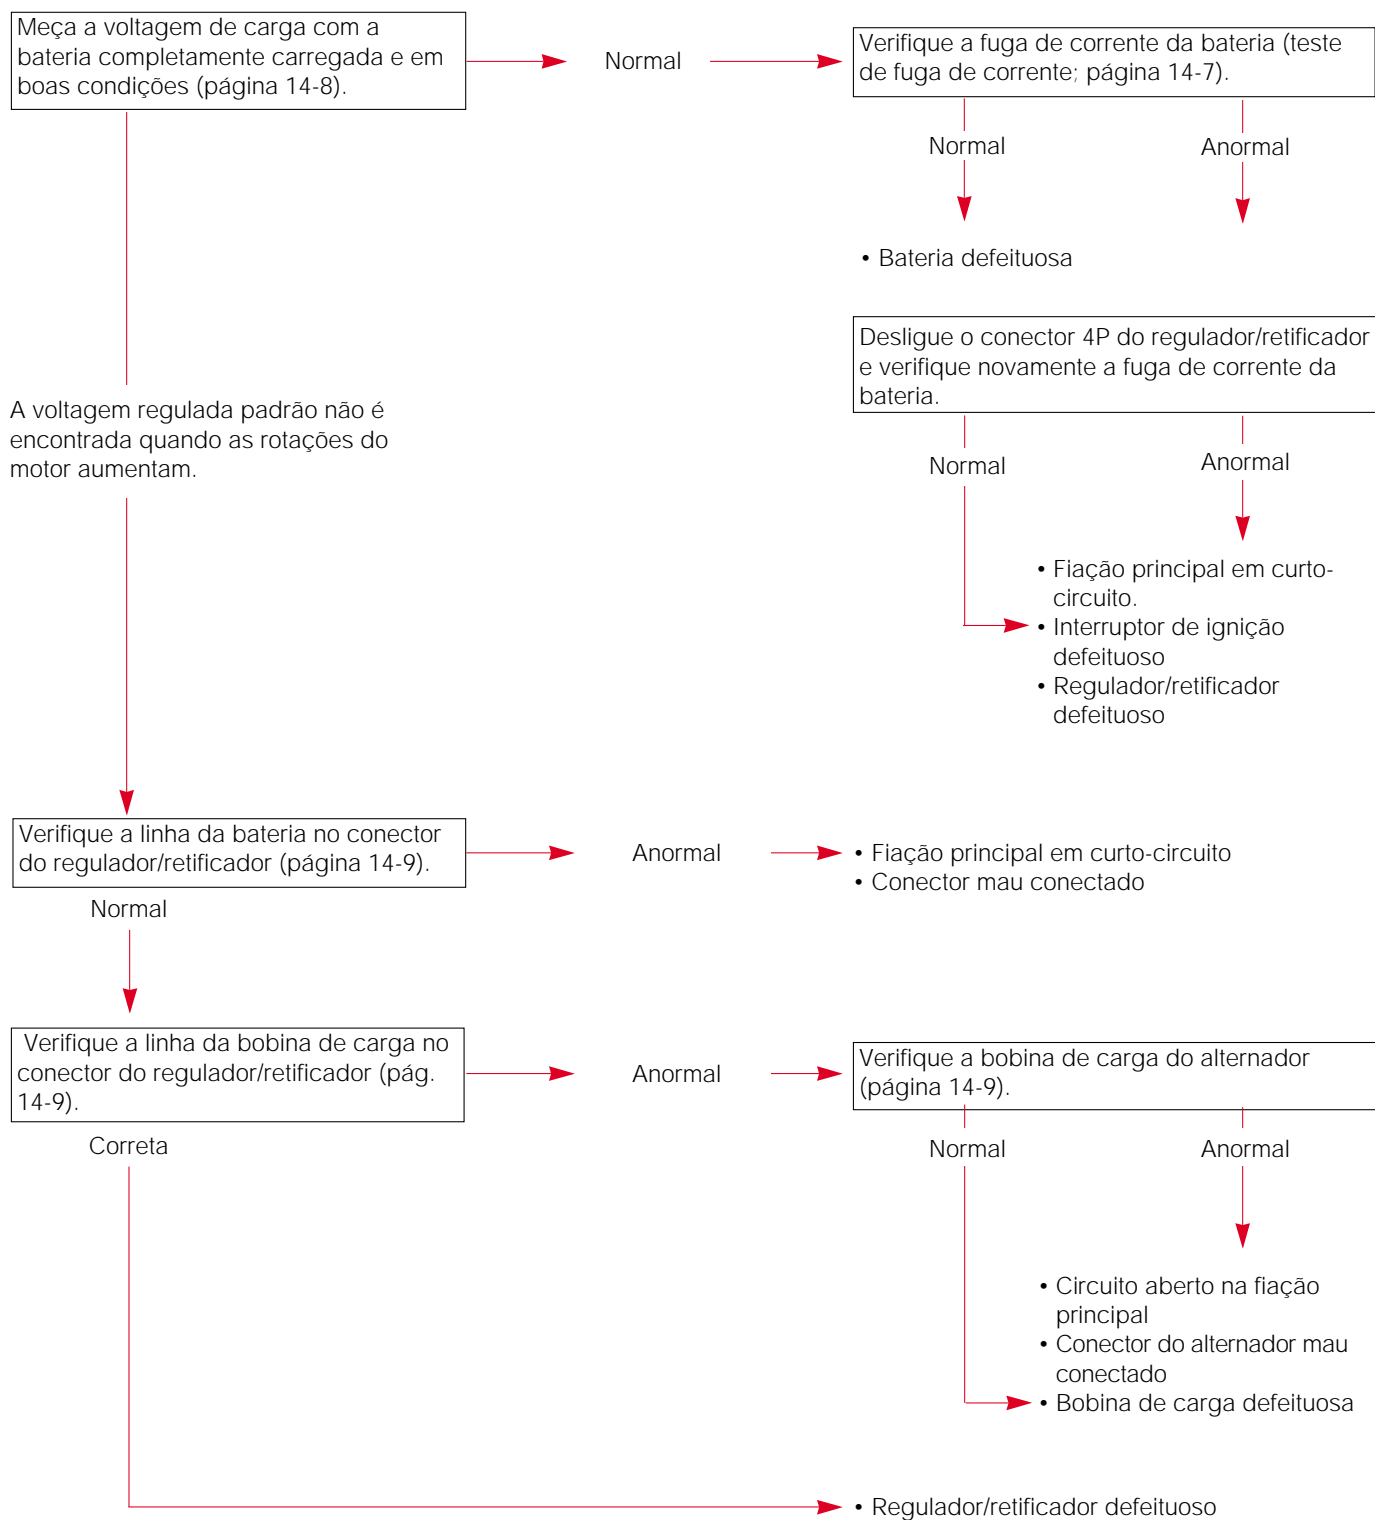 Meça a voltagem de carga com a
bateria completamente carregada e em
boas condições (página 14-8).
Normal
Verifique a fuga de corrente da bateria (teste
de fuga de corrente; página 14-7).
Normal
Anormal
• Bateria defeituosa
Desligue o conector 4P do regulador/retificador
e verifique novamente a fuga de corrente da
bateria.
A voltagem regulada padrão não é
encontrada quando as rotações do
motor aumentam.
Normal
Anormal
• Fiação principal em curto-
circuito.
• Interruptor de ignição
defeituoso
• Regulador/retificador
defeituoso
Verifique a linha da bateria no conector
do regulador/retificador (página 14-9).
Anormal
• Fiação principal em curto-circuito
• Conector mau conectado
Normal
Verifique a linha da bobina de carga no
conector do regulador/retificador (pág.
14-9).
Anormal
Verifique a bobina de carga do alternador
(página 14-9).
Correta
Normal
Anormal
• Circuito aberto na fiação
principal
• Conector do alternador mau
conectado
• Bobina de carga defeituosa
• Regulador/retificador defeituoso